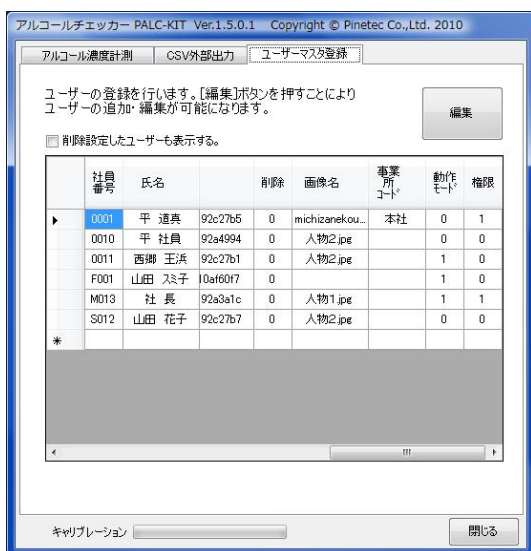 アルコールチェッカー PALC-KIT Ver.1.5.0.1 Copyright © Pinetec Co.,Ltd. 2010
アルコール濃度計測 CSV外部出力 ユーザーマスタ登録
ユーザーの登録を行います。[編集]ボタンを押すことにより
ユーザーの追加・編集が可能になります。
編集
削除設定したユーザーも表示する。
社員番号 氏名 削除 画像名 事業所コード 動作モード 権限
0001 平 道真 92c27b5 0 michizanekou... 本社 0 1
0010 平 社員 92a4994 0 人物2.jpg 0 0
0011 西郷 王浜 92c27b1 0 人物2.jpg 1 0
F001 山田 スミ子 10af60f7 0 1 0
M013 社 長 92a3a1c 0 人物1.jpg 1 1
S012 山田 花子 92c27b7 0 人物2.jpg 0 0
キャリブレーション
閉じる